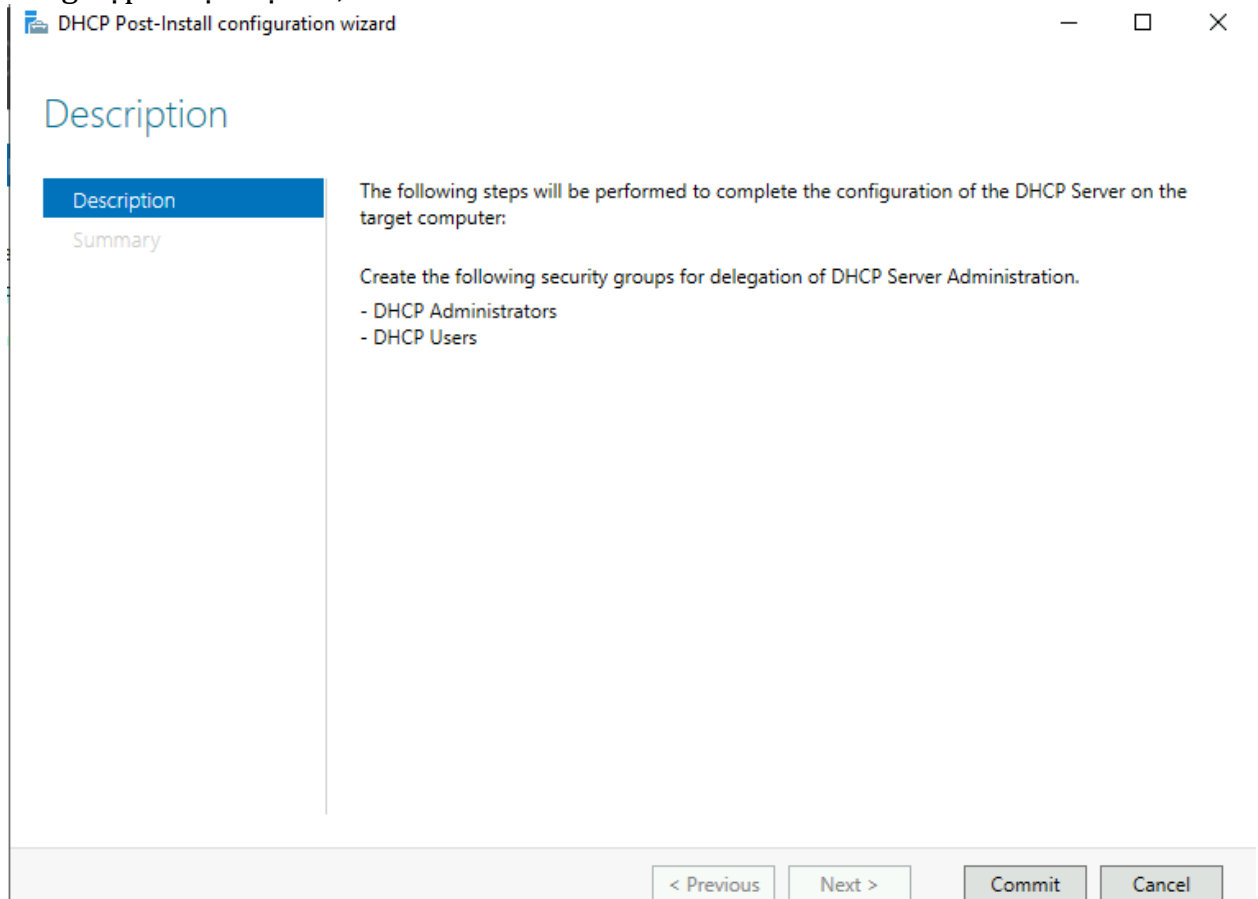 DHCP Post-Install configuration wizard
Description
Description
Summary
The following steps will be performed to complete the configuration of the DHCP Server on the
target computer:
Create the following security groups for delegation of DHCP Server Administration.
- DHCP Administrators
- DHCP Users
< Previous
Next >
Commit
Cancel